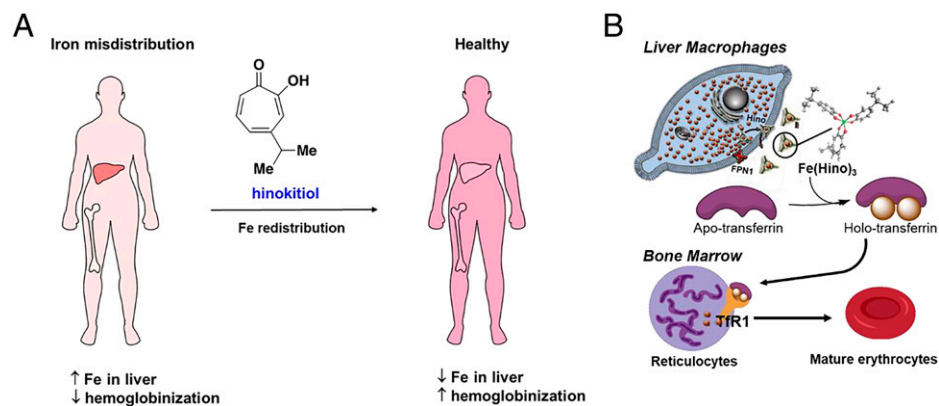 A
Iron misdistribution
Healthy
O
OH
Me
Me
hinokitiol
Fe redistribution
↑ Fe in liver
↓ hemoglobinization
↓ Fe in liver
↑ hemoglobinization
B
Liver Macrophages
Hino
FPN1
Fe(Hino)₃
Apo-transferrin
Holo-transferrin
Bone Marrow
TfR1
Reticulocytes
Mature erythrocytes